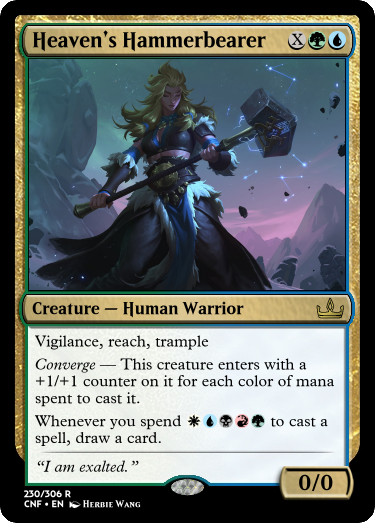 Heaven's Hammerbearer X
Creature — Human Warrior
Vigilance, reach, trample
Converge — This creature enters with a
+1/+1 counter on it for each color of mana
spent to cast it.
Whenever you spend to cast a
spell, draw a card.
"I am exalted."
0/0
230/306 R
CNF • EN Herbie Wang